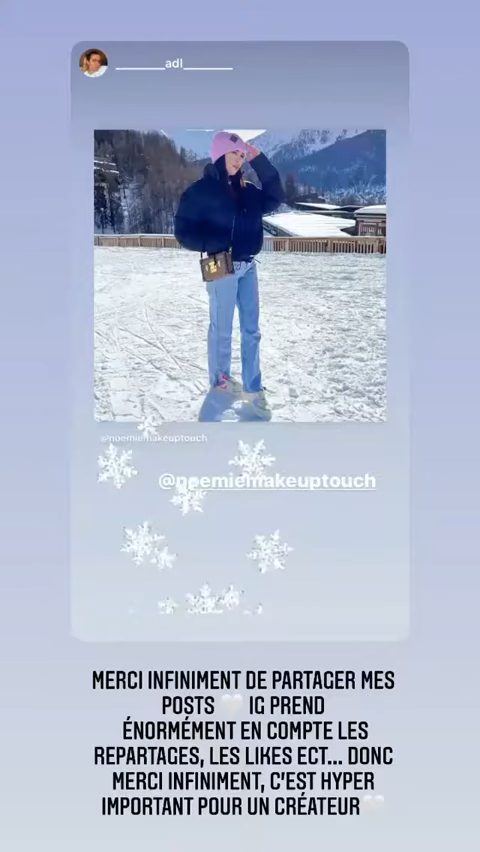 ________adl________
@noemiemakeuptouch
@noemiemakeuptouch
MERCI INFINIMENT DE PARTAGER MES
POSTS 🤍 IG PREND
ÉNORMÉMENT EN COMPTE LES
REPARTAGES, LES LIKES ECT... DONC
MERCI INFINIMENT, C'EST HYPER
IMPORTANT POUR UN CRÉATEUR🤍